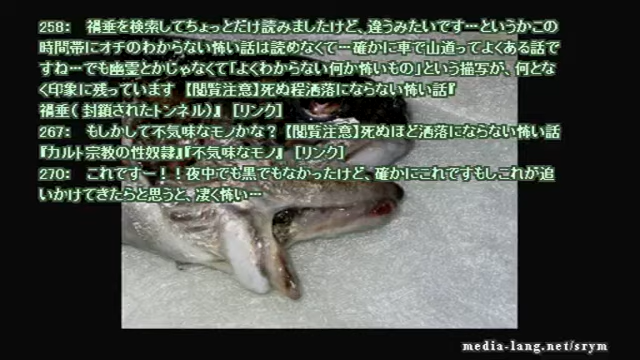 258： 禍垂を検索してちょっとだけ読みましたけど、違うみたいです…というかこの
時間帯にオチのわからない怖い話は読めなくて…確かに車で山道ってよくある話で
すね…でも幽霊とかじゃなくて「よくわからない何か怖いもの」という描写が、何とな
く印象に残っています 【閲覧注意】死ぬ程洒落にならない怖い話『
禍垂（ 封鎖されたトンネル）』 ［リンク］
267： もしかして不気味なモノかな？【閲覧注意】死ぬほど洒落にならない怖い話
『カルト宗教の性奴隷』『不気味なモノ』 ［リンク］
270： これですー！！夜中でも黒でもなかったけど、確かにこれですもしこれが追
いかけてきたらと思うと、凄く怖い…
media-lang.net/srym